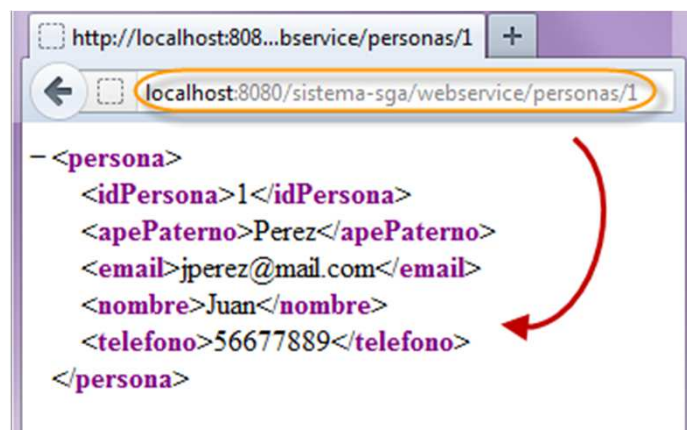 http://localhost:808...bservice/personas/1
localhost:8080/sistema-sga/webservice/personas/1
– <persona>
<idPersona>1</idPersona>
<apePaterno>Perez</apePaterno>
<email>jperez@mail.com</email>
<nombre>Juan</nombre>
<telefono>56677889</telefono>
</persona>